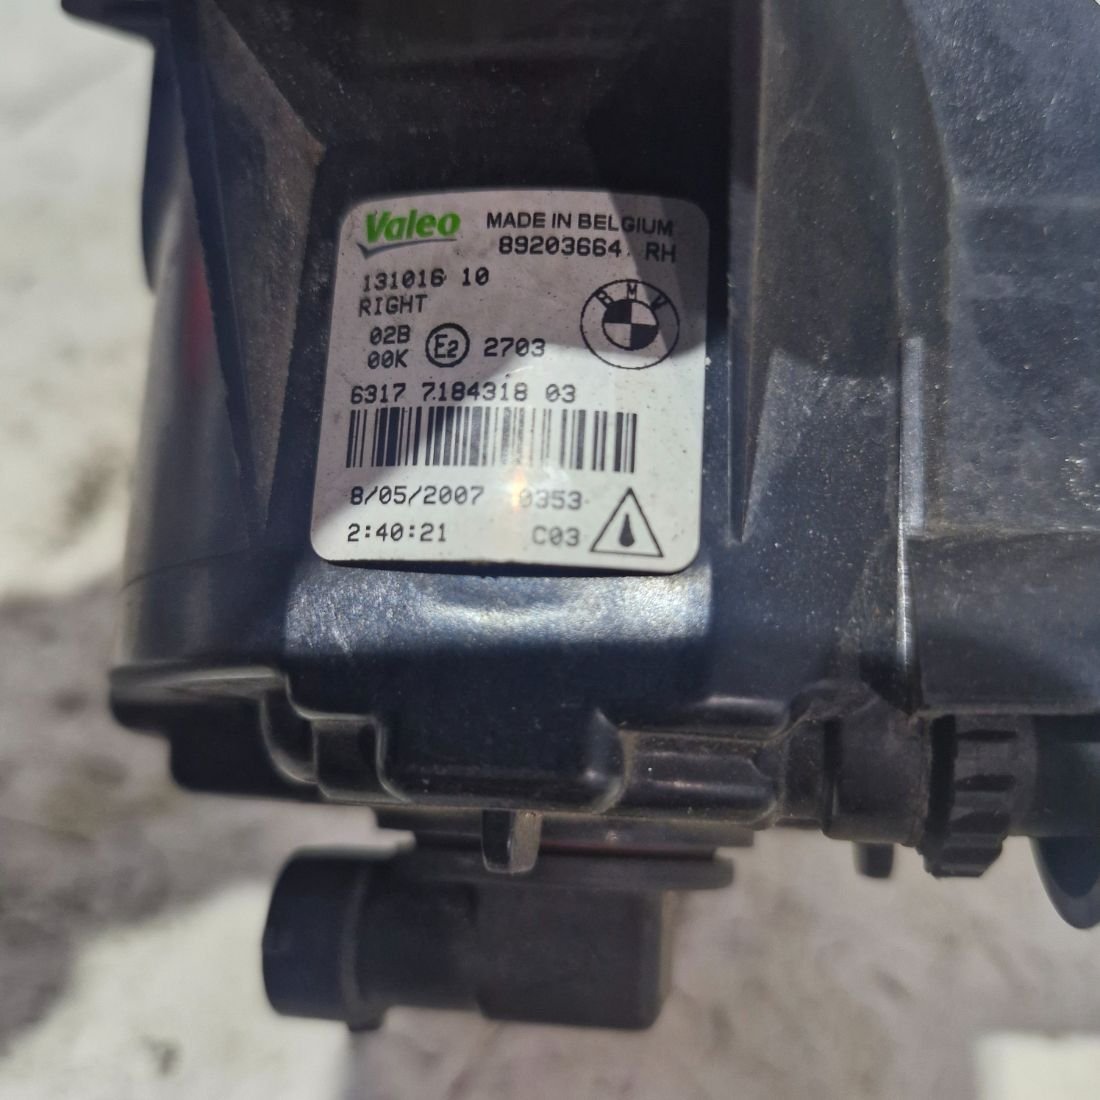 Valeo MADE IN BELGIUM
89203664 RH
131016 10
RIGHT
BMW
02B
00K E2 2703
6317 7184318 03
8/05/2007 0353
2:40:21 C03